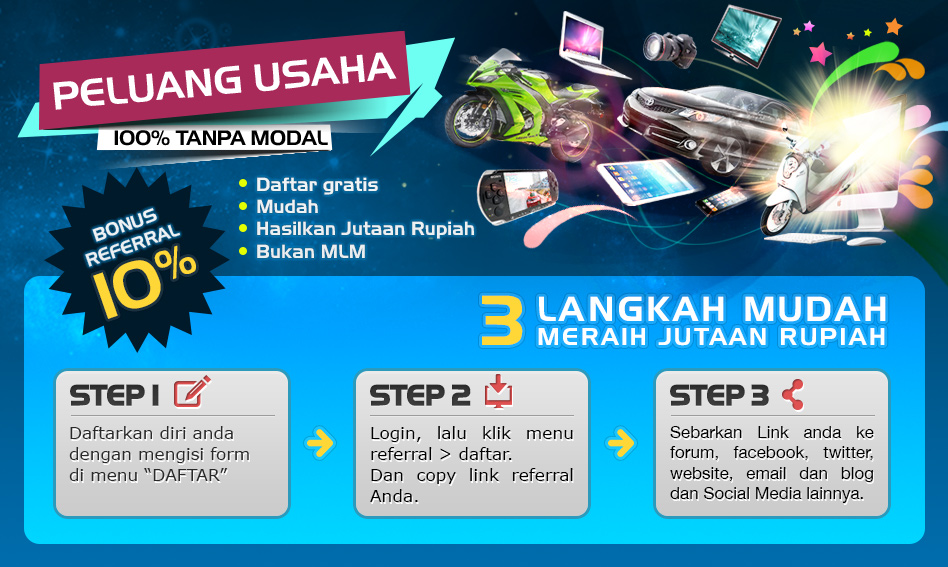 PELUANG USAHA
100% TANPA MODAL
BONUS
REFERRAL
10%
• Daftar gratis
• Mudah
• Hasilkan Jutaan Rupiah
• Bukan MLM
3 LANGKAH MUDAH
MERAIH JUTAAN RUPIAH
STEP 1
Daftarkan diri anda
dengan mengisi form
di menu “DAFTAR”
STEP 2
Login, lalu klik menu
referral > daftar.
Dan copy link referral
Anda.
STEP 3
Sebarkan Link anda ke
forum, facebook, twitter,
website, email dan blog
dan Social Media lainnya.